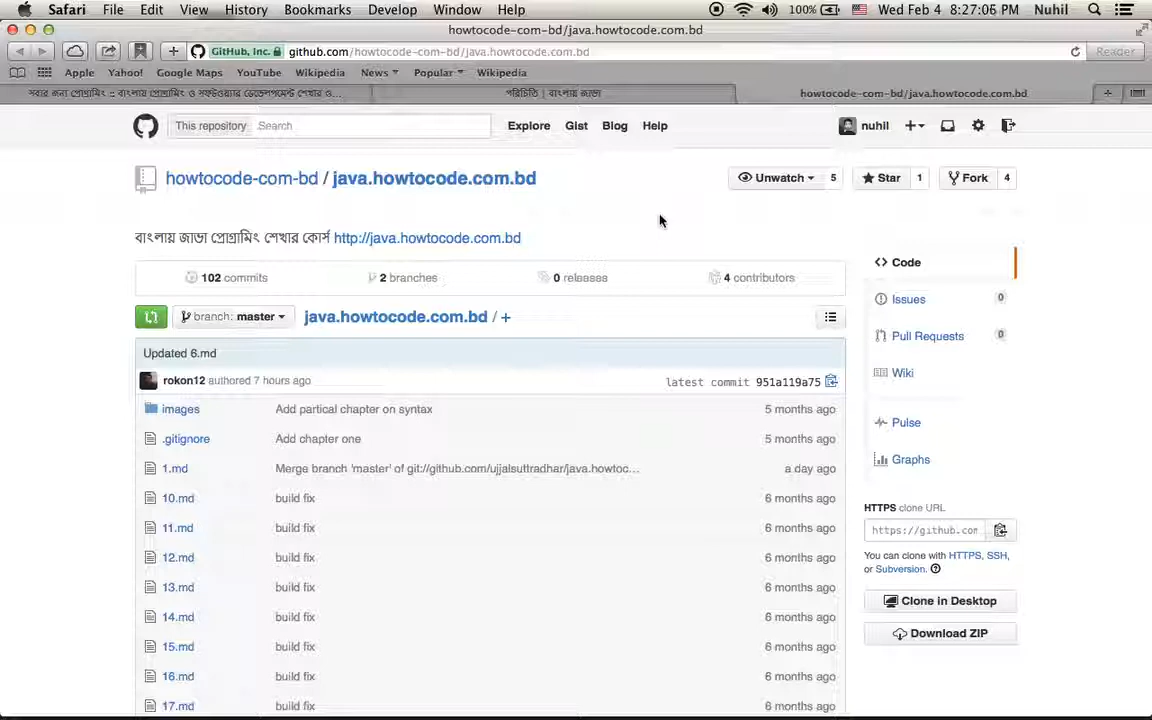 Safari File Edit View History Bookmarks Develop Window Help 100% Wed Feb 4 8:27:06 PM Nuhil
howtocode-com-bd/java.howtocode.com.bd
GitHub, Inc. github.com/howtocode-com-bd/java.howtocode.com.bd Reader
Apple Yahoo! Google Maps YouTube Wikipedia News Popular Wikipedia
সবার জন্য প্রোগ্রামিং :: বাংলায় প্রোগ্রামিং ও সফটওয়্যার ডেভেলপমেন্ট শেখার ও... পরিচিতি | বাংলায় জাভা howtocode-com-bd/java.howtocode.com.bd
This repository Search Explore Gist Blog Help nuhil
howtocode-com-bd / java.howtocode.com.bd Unwatch 5 Star 1 Fork 4
বাংলায় জাভা প্রোগ্রামিং শেখার কোর্স http://java.howtocode.com.bd
102 commits 2 branches 0 releases 4 contributors
branch: master java.howtocode.com.bd / +
Updated 6.md
rokon12 authored 7 hours ago latest commit 951a119a75
images Add partical chapter on syntax 5 months ago
.gitignore Add chapter one 5 months ago
1.md Merge branch 'master' of git://github.com/ujjalsuttradhar/java.howtoc... a day ago
10.md build fix 6 months ago
11.md build fix 6 months ago
12.md build fix 6 months ago
13.md build fix 6 months ago
14.md build fix 6 months ago
15.md build fix 6 months ago
16.md build fix 6 months ago
17.md build fix 6 months ago
Code
Issues 0
Pull Requests 0
Wiki
Pulse
Graphs
HTTPS clone URL
https://github.com
You can clone with HTTPS, SSH,
or Subversion.
Clone in Desktop
Download ZIP